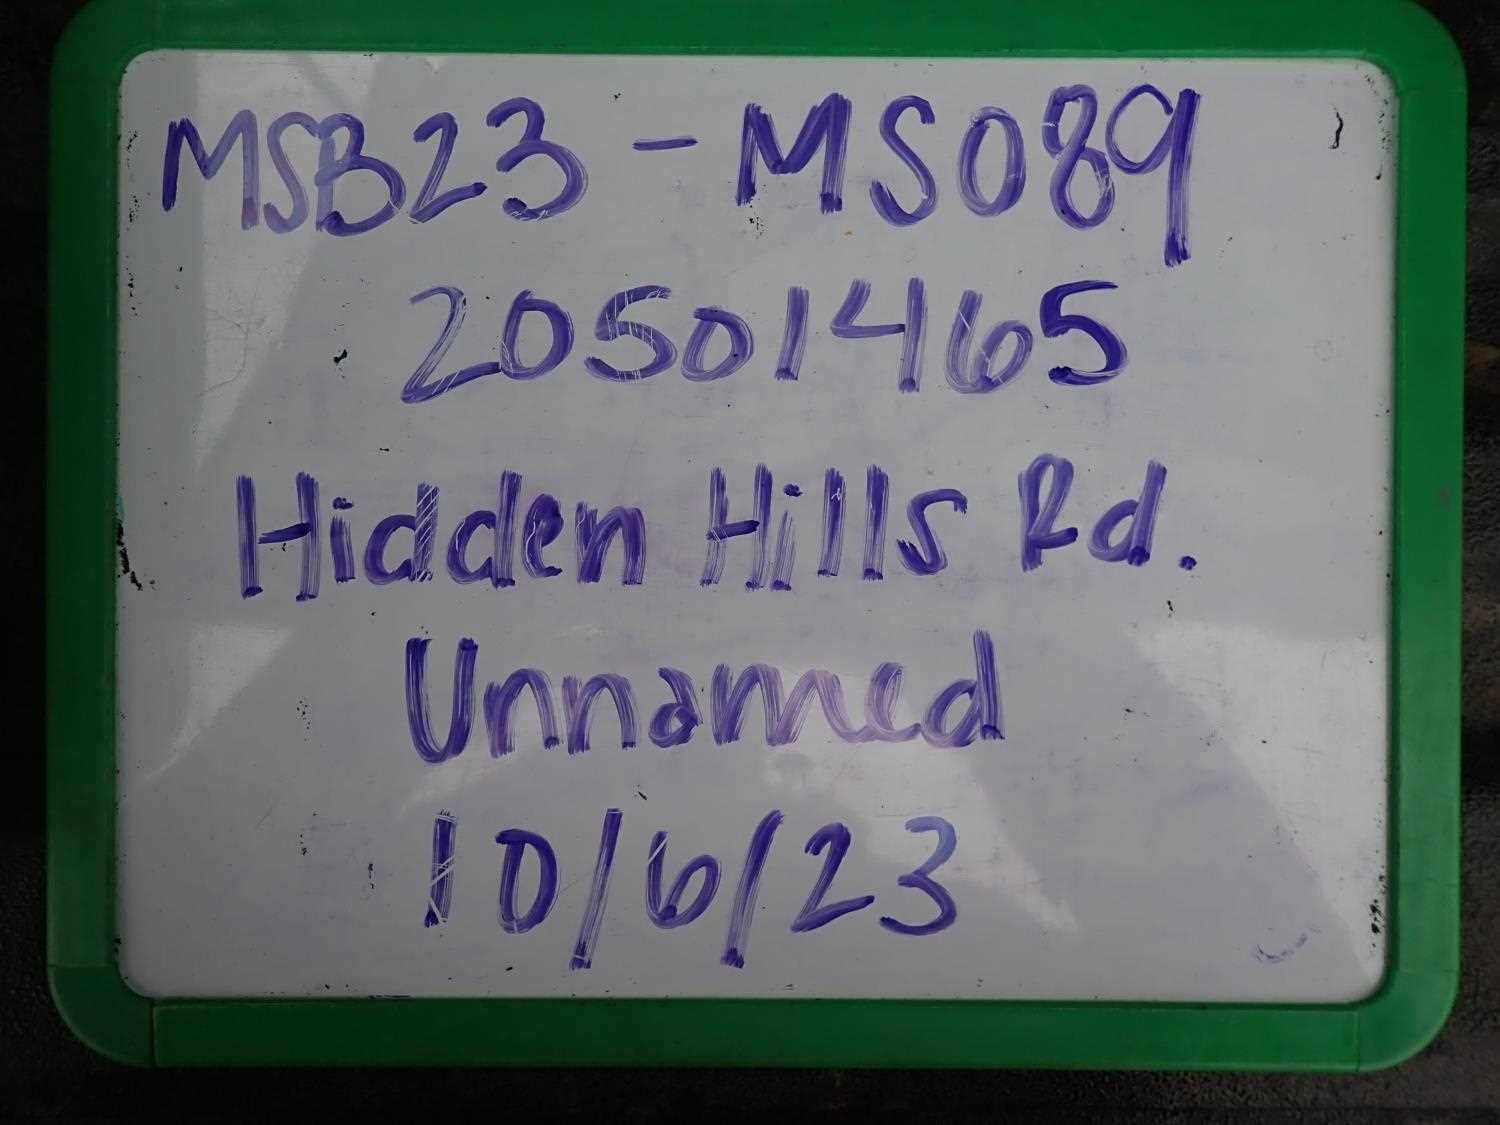 MSB23 - MS089
20501465
Hidden Hills Rd.
Unnamed
10/6/23